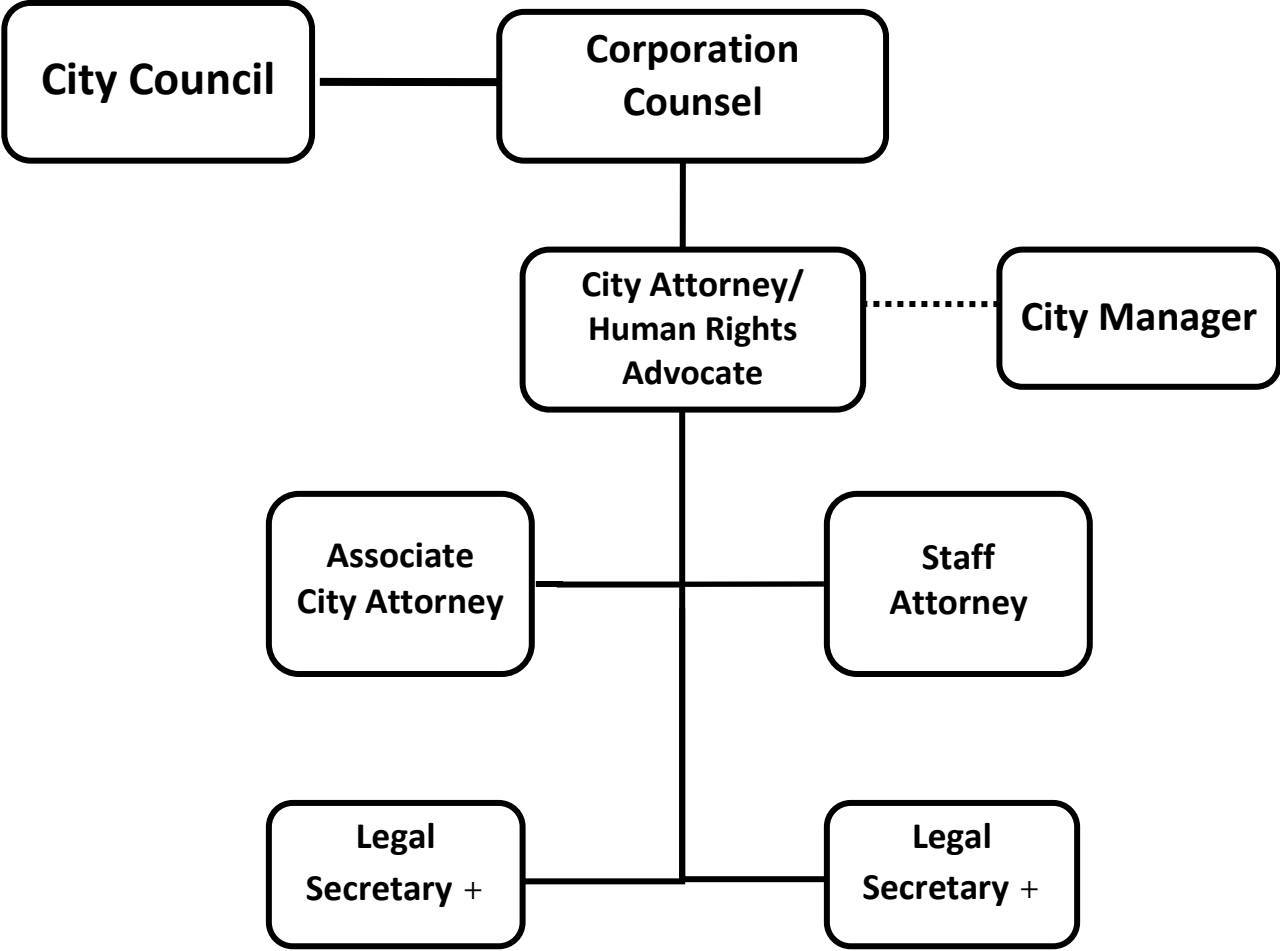 City Council
Corporation
Counsel
City Attorney/
Human Rights
Advocate
City Manager
Associate
City Attorney
Staff
Attorney
Legal
Secretary +
Legal
Secretary +